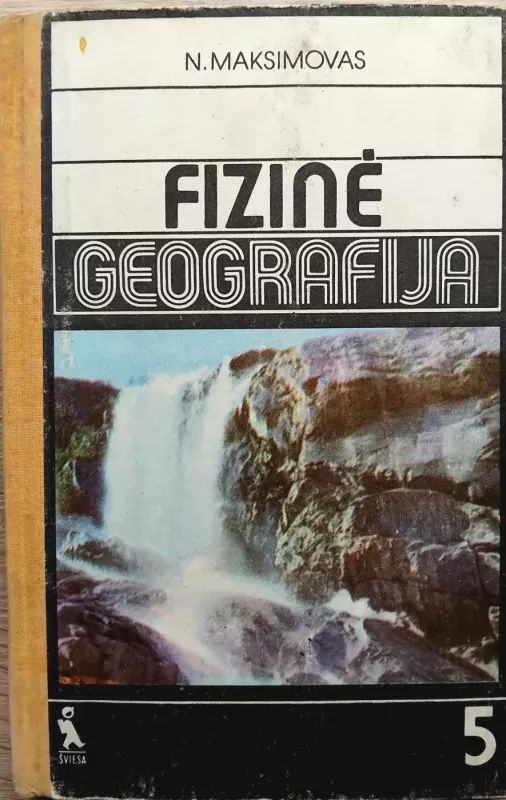 N. MAKSIMOVAS
FIZINĖ
GEOGRAFIJA
ŠVIESA
5